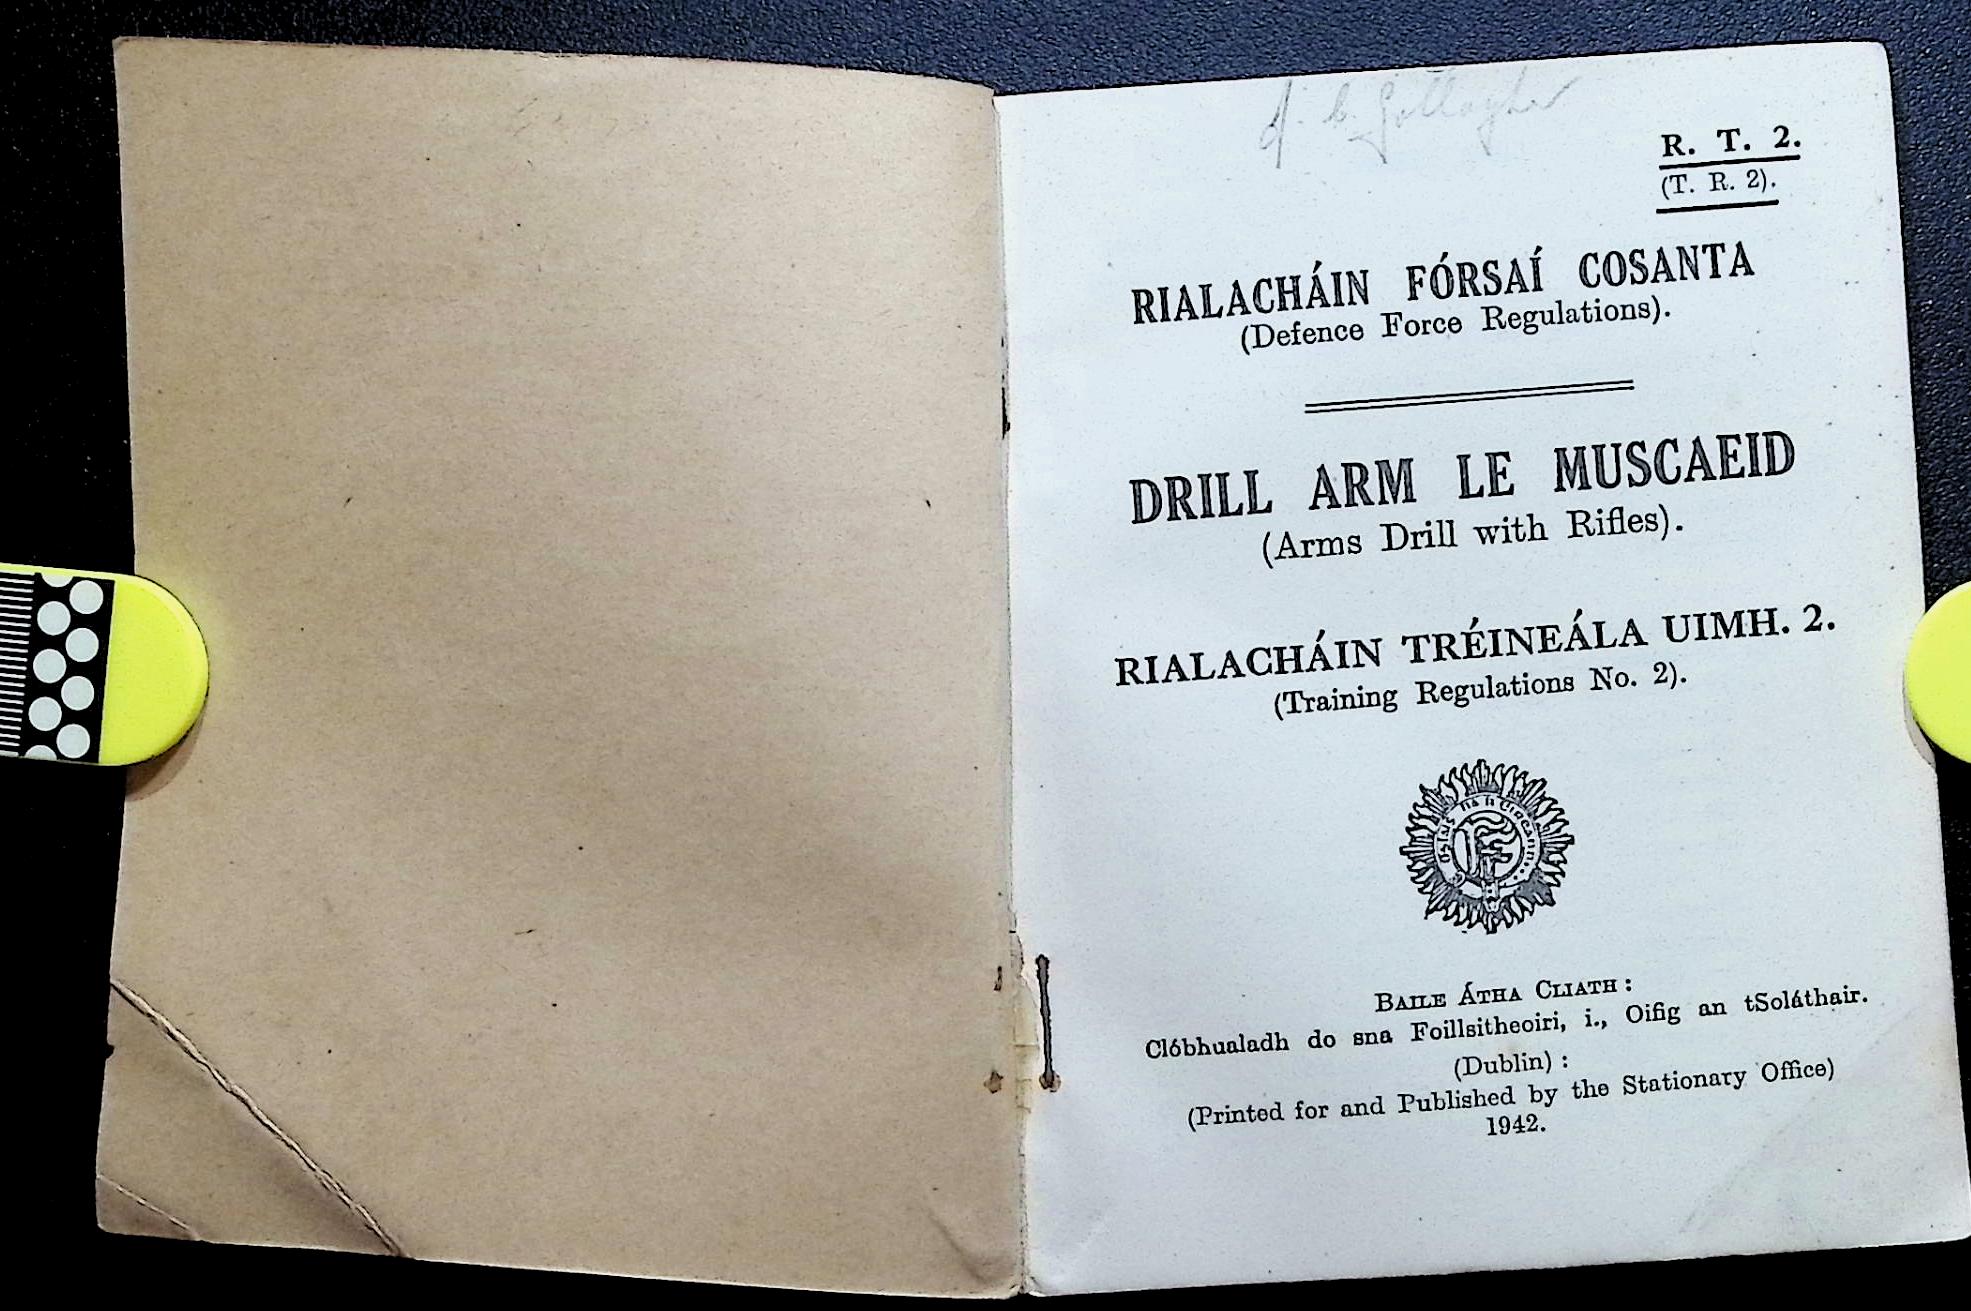 Gallagher
R. T. 2.
(T. R. 2).
RIALACHÁIN FÓRSAÍ COSANTA
(Defence Force Regulations).
DRILL ARM LE MUSCAEID
(Arms Drill with Rifles).
RIALACHÁIN TRÉINEÁLA UIMH. 2.
(Training Regulations No. 2).
BAILE ÁTHA CLIATH :
Clóbhualadh do sna Foillsitheoiri, i., Oifig an tSoláthair.
(Dublin) :
(Printed for and Published by the Stationary Office)
1942.